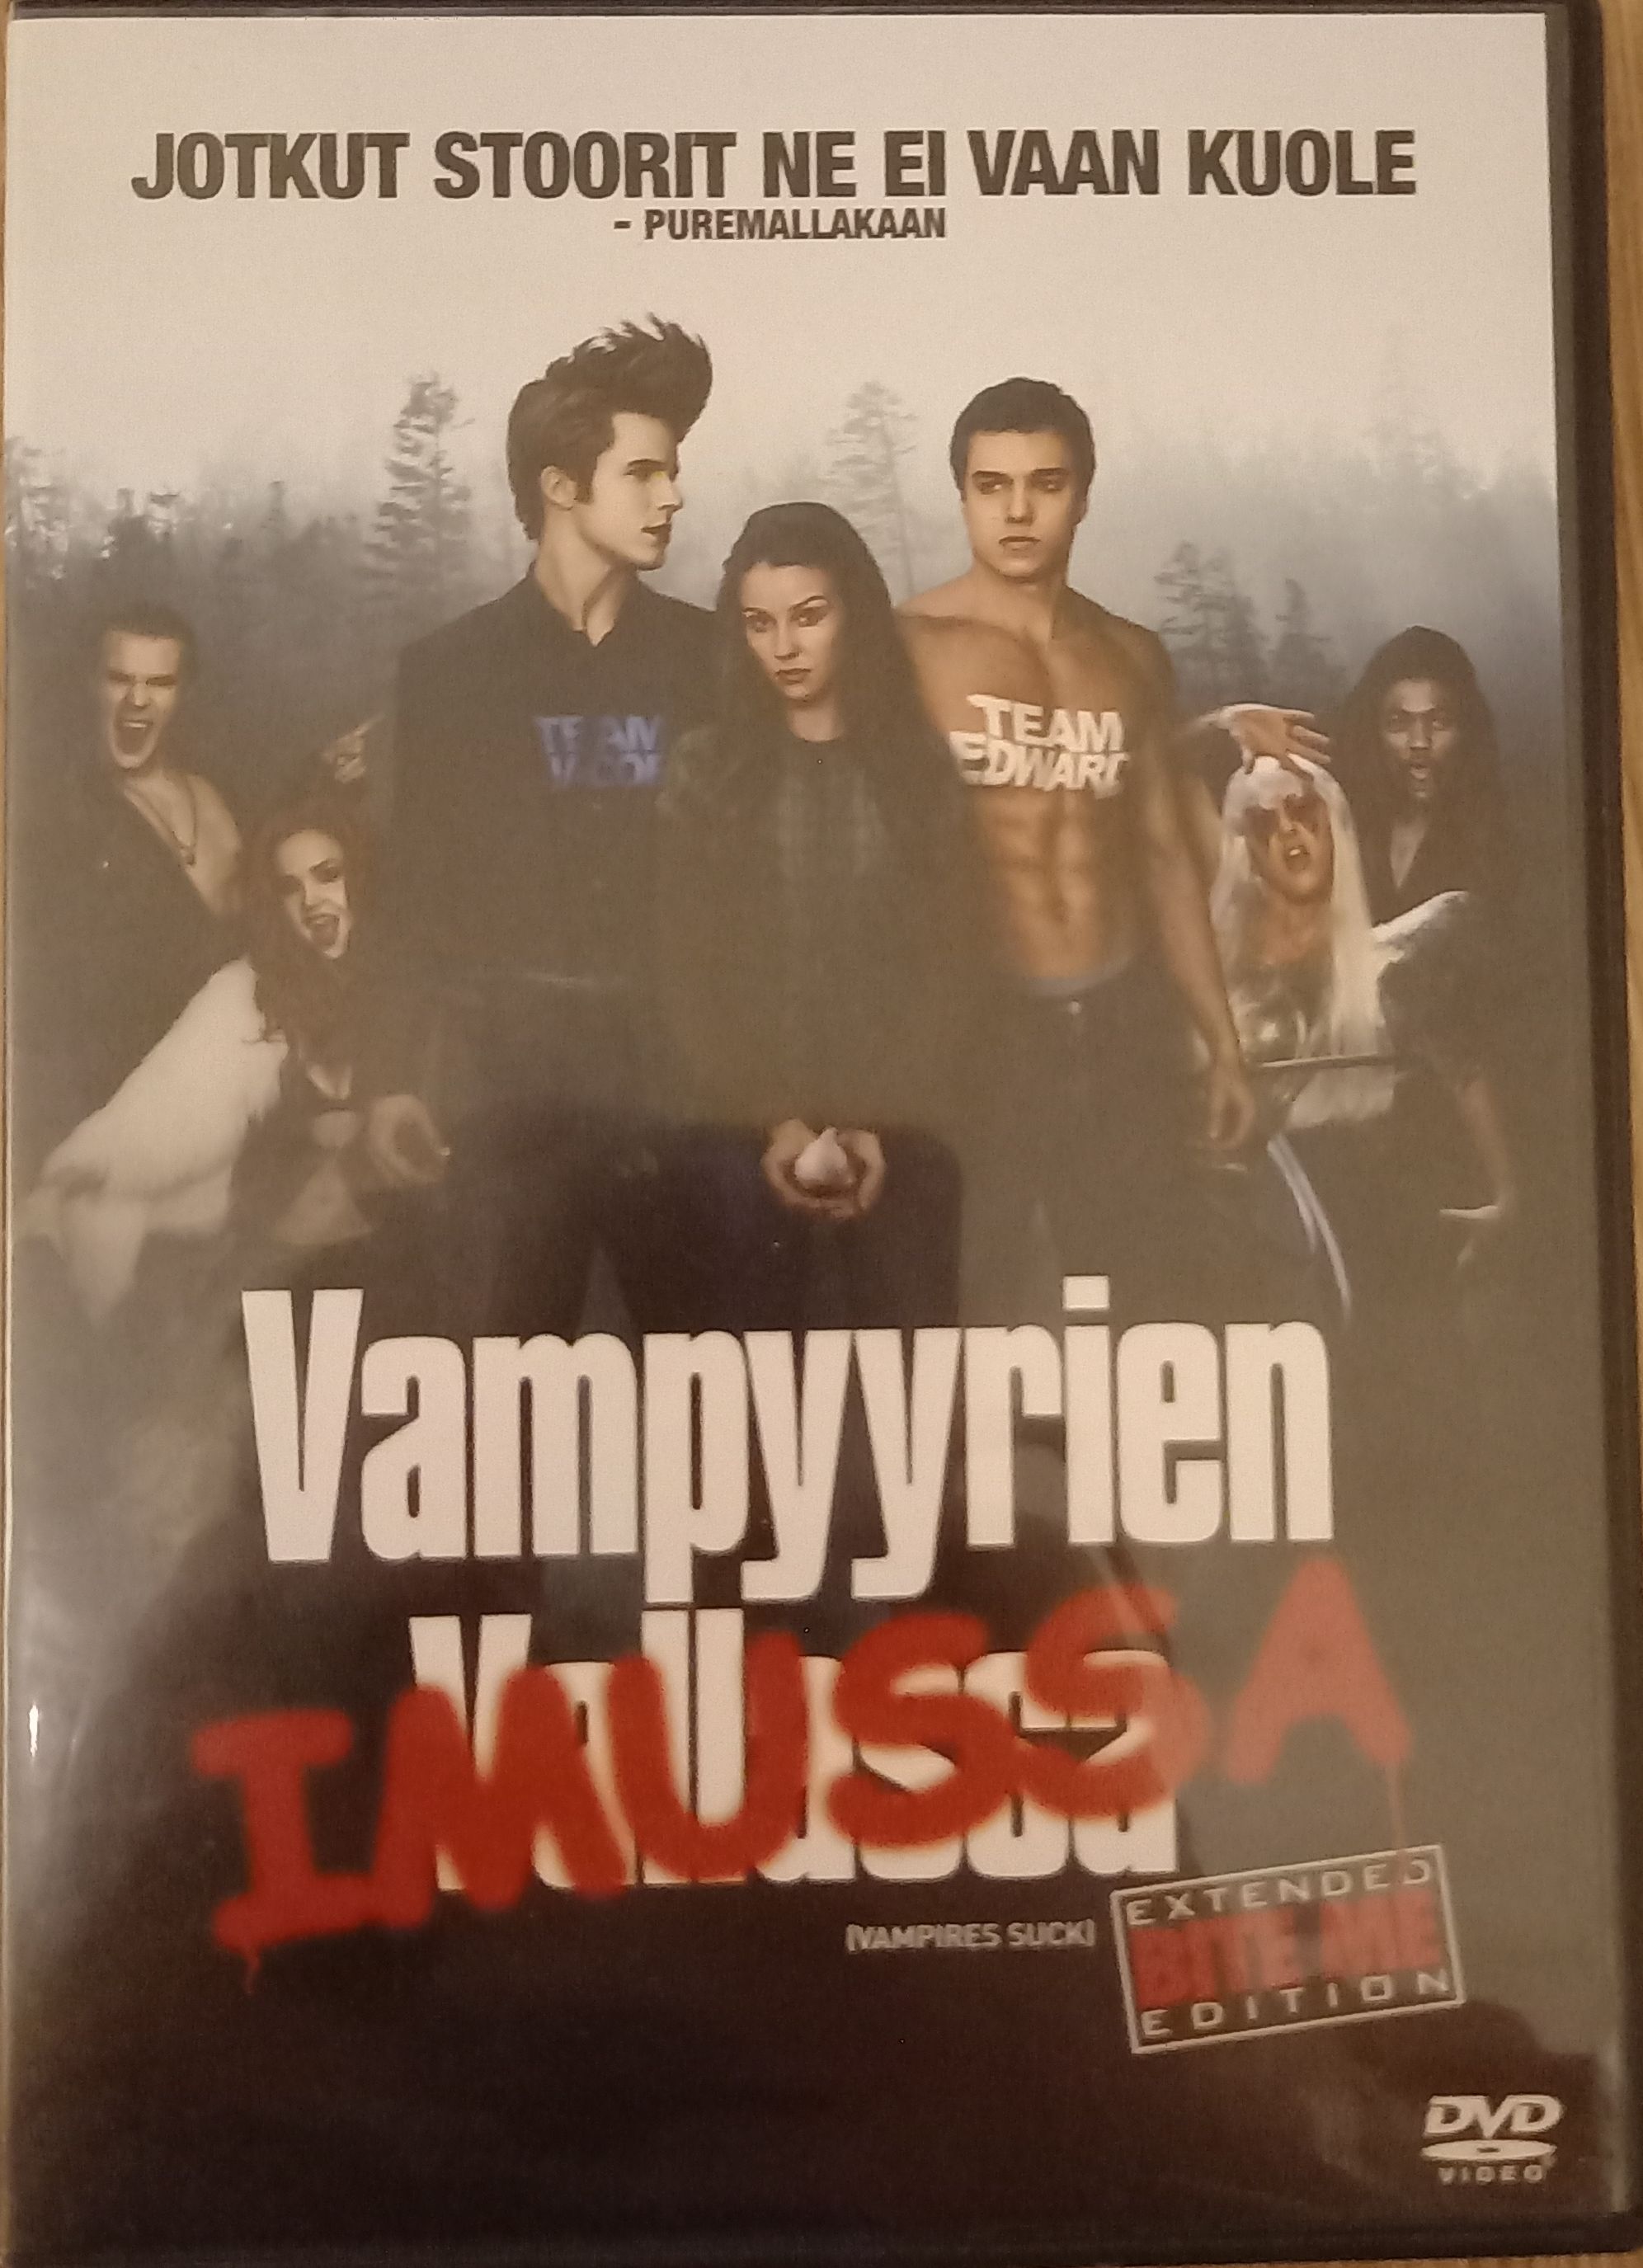 JOTKUT STOORIT NE EI VAAN KUOLE
- PUREMALLAKAAN
TEAM
TEAM
EDWARD
Vampyyrien
IMUSSA
(VAMPIRES SUCK)
EXTENDED
BITE ME
EDITION
DVD
VIDEO